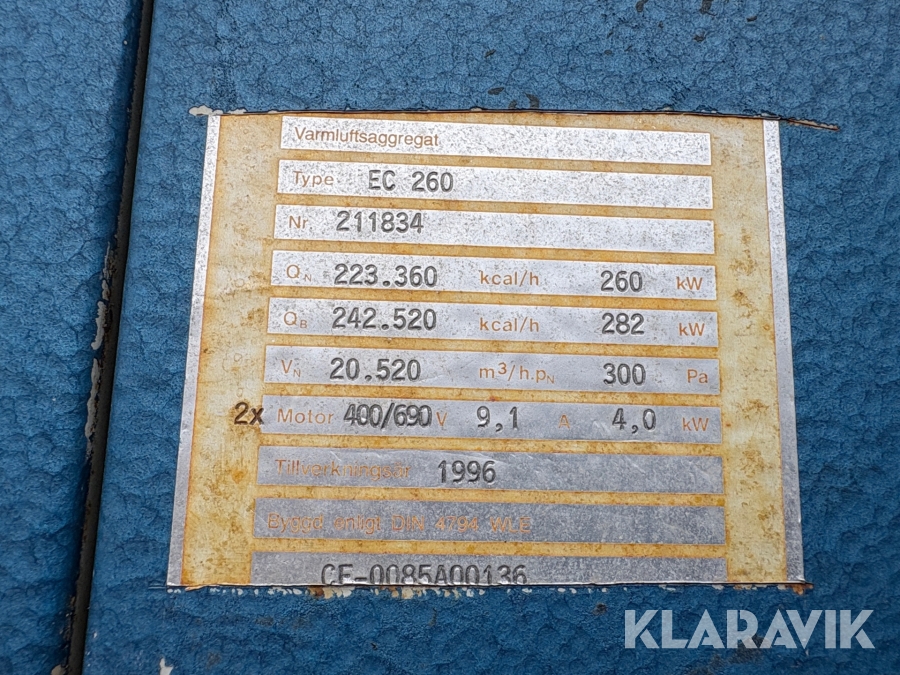 Varmluftsaggregat
Type EC 260
Nr. 211834
QN 223.360 kcal/h 260 kW
QB 242.520 kcal/h 282 kW
VN 20.520 m³/h.pN 300 Pa
2x Motor 400/690 V 9,1 A 4,0 kW
Tillverkningsår 1996
Byggd enligt DIN 4794 WLE
CE-0085A00136
KLARAVIK